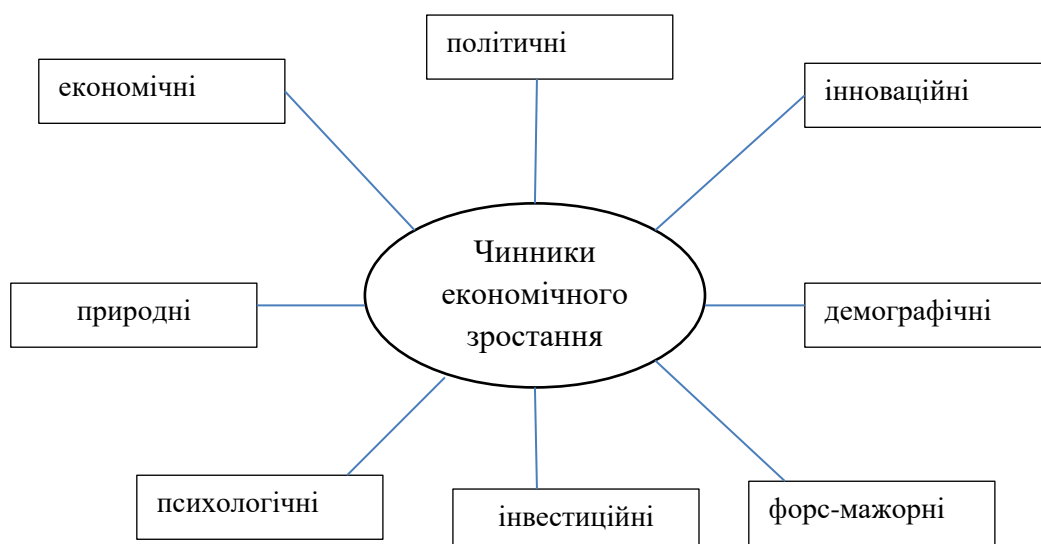 політичні
економічні
інноваційні
Чинники
економічного
зростання
природні
демографічні
психологічні
інвестиційні
форс-мажорні